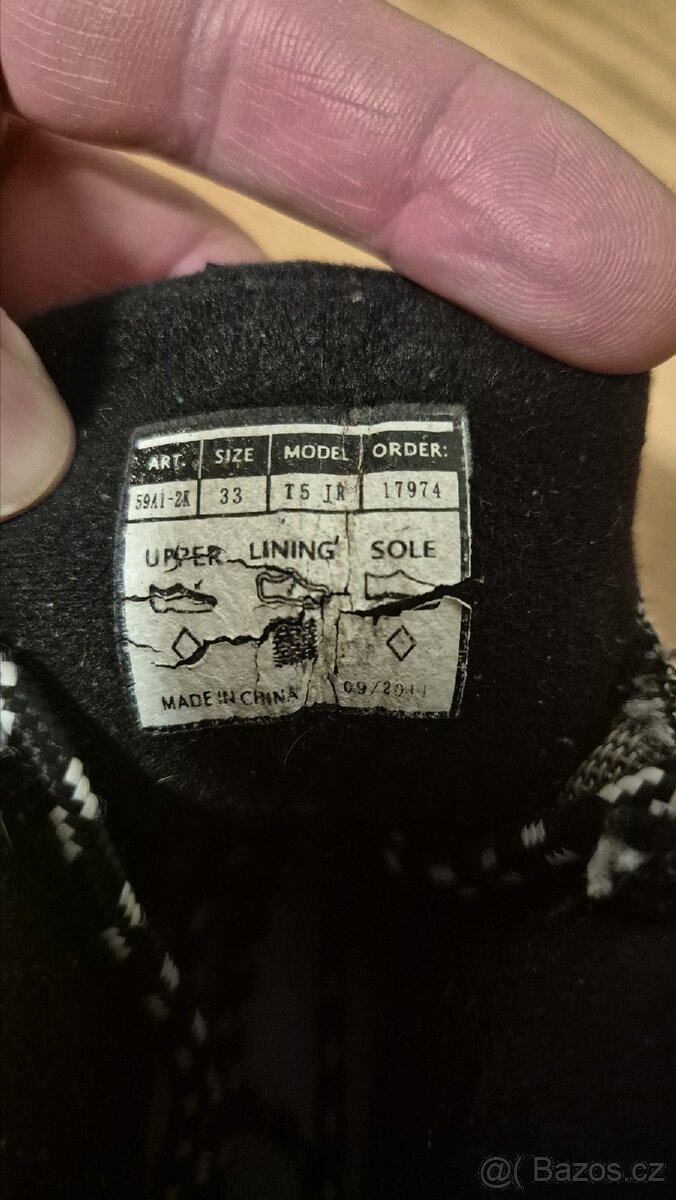 ART. SIZE MODEL ORDER:
59A1-2K 33 T5 JR 17974
UPPER LINING SOLE
MADE IN CHINA 09/2011
@( Bazos.cz